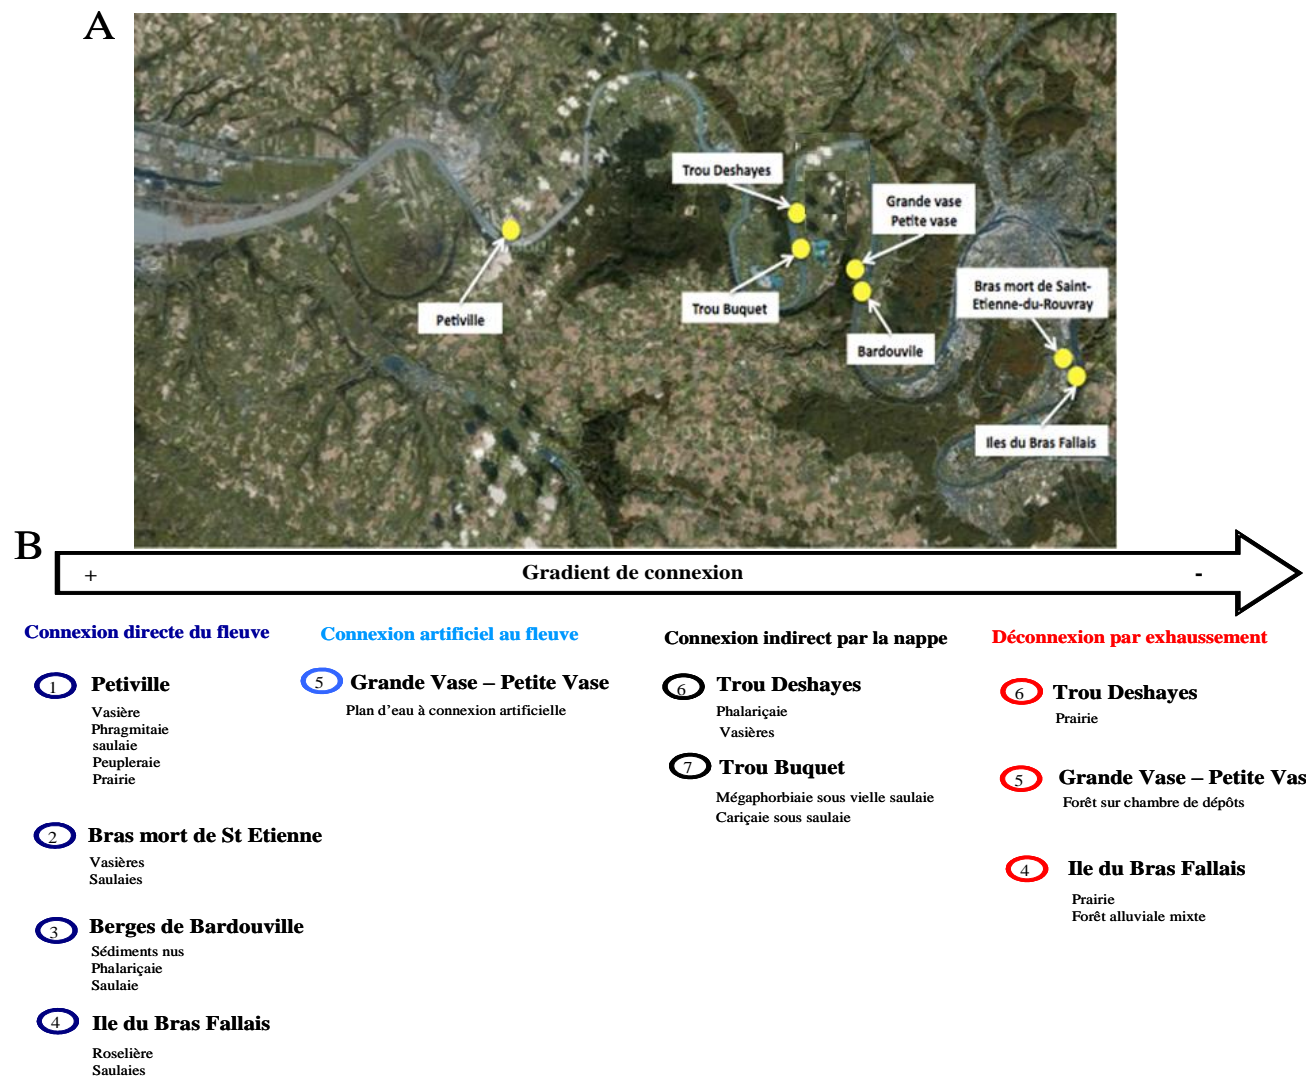 A
Trou Deshayes
Grande vase
Petite vase
Bras mort de Saint-
Etienne-du-Rouvray
Trou Buquet
Petiville
Bardouvile
Iles du Bras Fallais
B
+ Gradient de connexion -
Connexion directe du fleuve
1 Petiville
Vasière
Phragmitaie
saulaie
Peupleraie
Prairie
2 Bras mort de St Etienne
Vasières
Saulaies
3 Berges de Bardouville
Sédiments nus
Phalariçaie
Saulaie
4 Ile du Bras Fallais
Roselière
Saulaies
Connexion artificiel au fleuve
5 Grande Vase – Petite Vase
Plan d'eau à connexion artificielle
Connexion indirect par la nappe
6 Trou Deshayes
Phalariçaie
Vasières
7 Trou Buquet
Mégaphorbiaie sous vielle saulaie
Cariçaie sous saulaie
Déconnexion par exhaussement
6 Trou Deshayes
Prairie
5 Grande Vase – Petite Vas
Forêt sur chambre de dépôts
4 Ile du Bras Fallais
Prairie
Forêt alluviale mixte